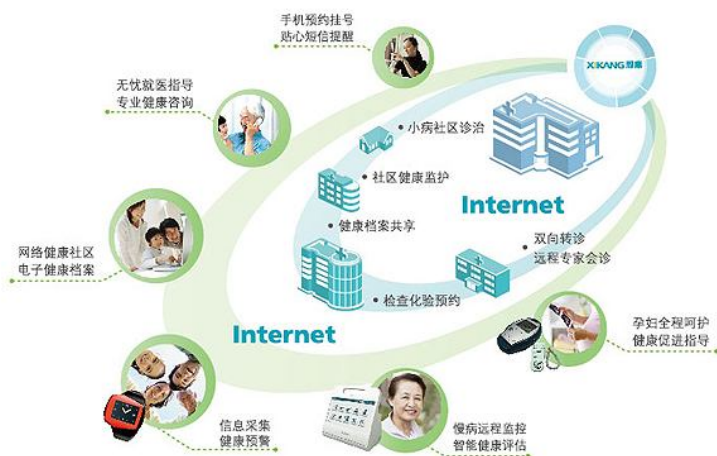 手机预约挂号
贴心短信提醒
XIKANG 熙康
无忧就医指导
专业健康咨询
• 小病社区诊治
• 社区健康监护
Internet
网络健康社区
电子健康档案
• 健康档案共享
• 双向转诊
远程专家会诊
• 检查化验预约
Internet
孕妇全程呵护
健康促进指导
信息采集
健康预警
慢病远程监控
智能健康评估